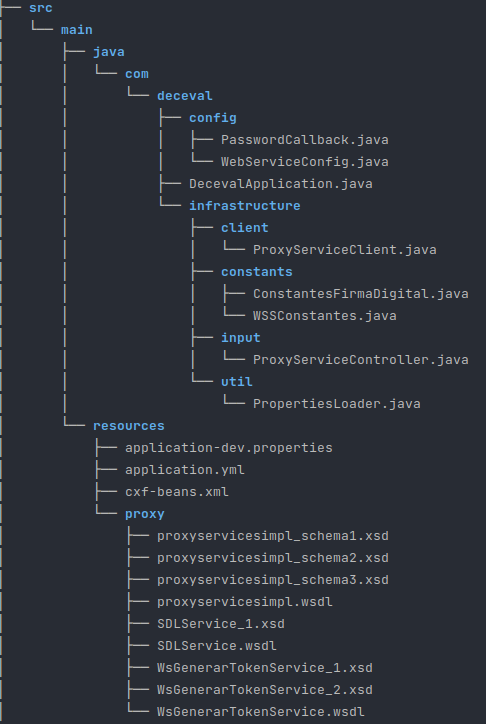 ├── src
│   └── main
│       ├── java
│       │   └── com
│       │       └── deceval
│       │           ├── config
│       │           │   ├── PasswordCallback.java
│       │           │   └── WebServiceConfig.java
│       │           ├── DecevalApplication.java
│       │           └── infrastructure
│       │               ├── client
│       │               │   └── ProxyServiceClient.java
│       │               ├── constants
│       │               │   ├── ConstantesFirmaDigital.java
│       │               │   └── WSSConstantes.java
│       │               ├── input
│       │               │   └── ProxyServiceController.java
│       │               └── util
│       │                   └── PropertiesLoader.java
│       └── resources
│           ├── application-dev.properties
│           ├── application.yml
│           ├── cxf-beans.xml
│           └── proxy
│               ├── proxyservicesimpl_schema1.xsd
│               ├── proxyservicesimpl_schema2.xsd
│               ├── proxyservicesimpl_schema3.xsd
│               ├── proxyservicesimpl.wsdl
│               ├── SDLService_1.xsd
│               ├── SDLService.wsdl
│               ├── WsGenerarTokenService_1.xsd
│               ├── WsGenerarTokenService_2.xsd
│               └── WsGenerarTokenService.wsdl